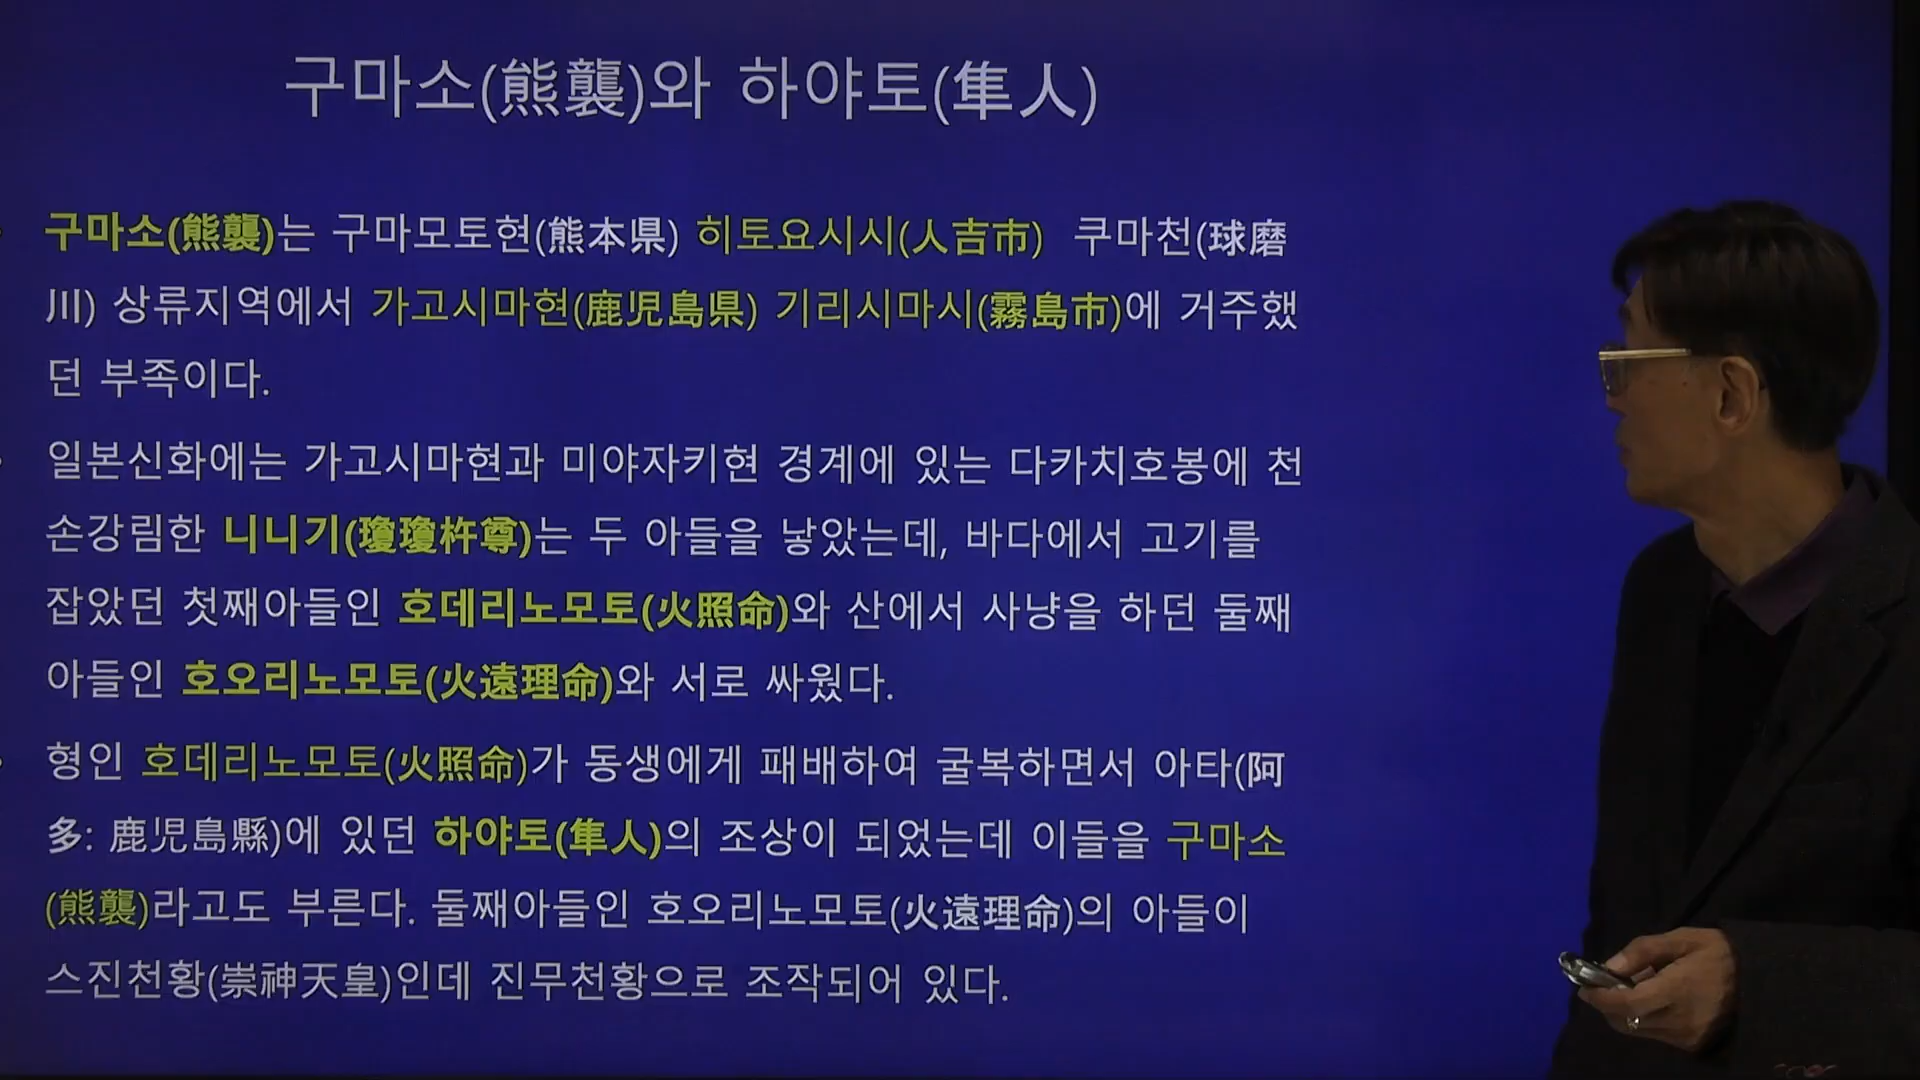 구마소(熊襲)와 하야토(隼人)
구마소(熊襲)는 구마모토현(熊本県) 히토요시시(人吉市) 쿠마천(球磨
川) 상류지역에서 가고시마현(鹿児島県) 기리시마시(霧島市)에 거주했
던 부족이다.
일본신화에는 가고시마현과 미야자키현 경계에 있는 다카치호봉에 천
손강림한 니니기(瓊瓊杵尊)는 두 아들을 낳았는데, 바다에서 고기를
잡았던 첫째아들인 호데리노모토(火照命)와 산에서 사냥을 하던 둘째
아들인 호오리노모토(火遠理命)와 서로 싸웠다.
형인 호데리노모토(火照命)가 동생에게 패배하여 굴복하면서 아타(阿
多: 鹿児島縣)에 있던 하야토(隼人)의 조상이 되었는데 이들을 구마소
(熊襲)라고도 부른다. 둘째아들인 호오리노모토(火遠理命)의 아들이
스진천황(崇神天皇)인데 진무천황으로 조작되어 있다.